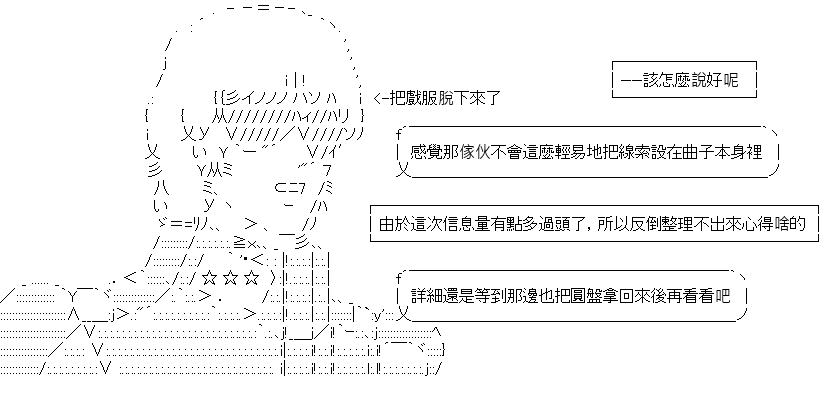 ——該怎麼說好呢
<-把戲服脫下來了
感覺那傢伙不會這麼輕易地把線索設在曲子本身裡
由於這次信息量有點多過頭了，所以反倒整理不出來心得啥的
詳細還是等到那邊也把圓盤拿回來後再看看吧